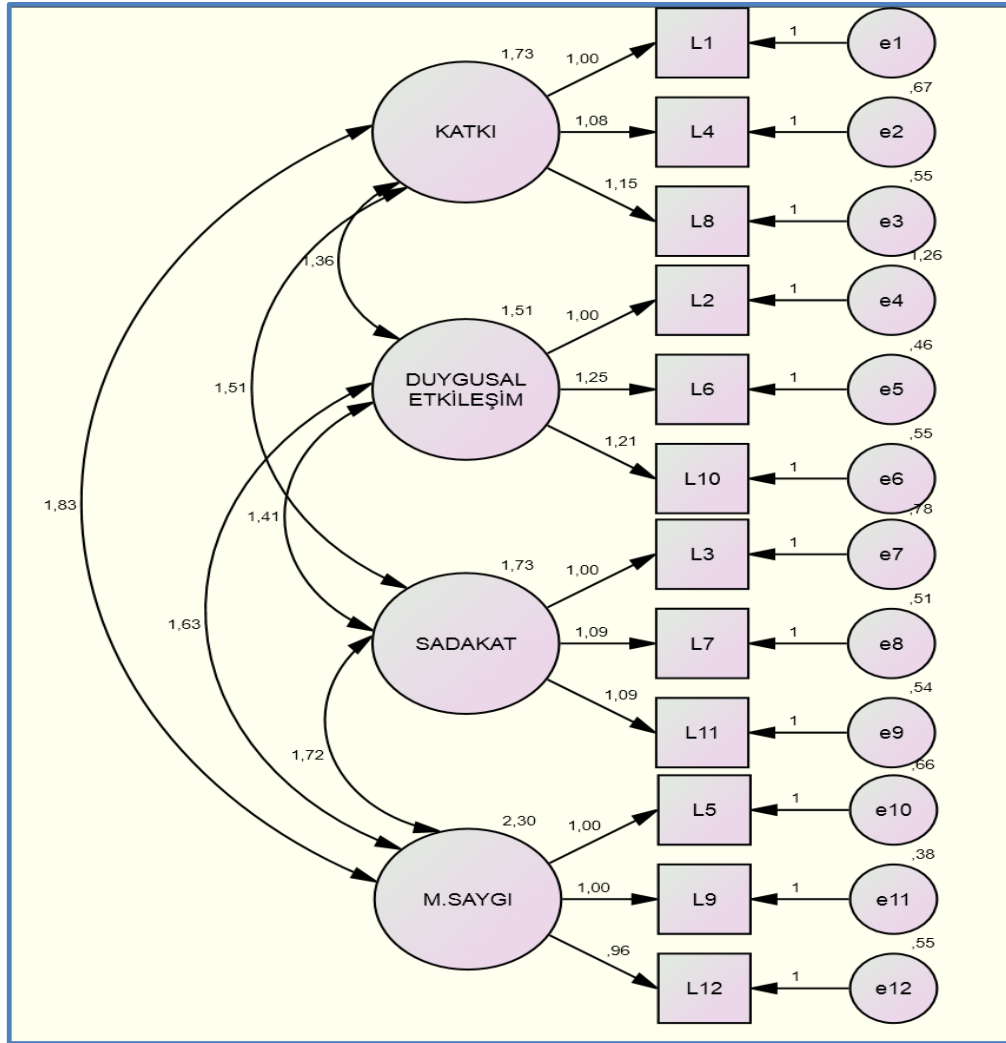 1,73
1,00
L1
1
e1
KATKI
1,08
L4
1
,67
e2
1,15
L8
1
,55
e3
1,36
1,51
1,00
L2
1
1,26
e4
DUYGUSAL
ETKİLEŞİM
1,25
L6
1
,46
e5
1,51
1,21
L10
1
,55
e6
1,83
1,41
1,73
1,00
L3
1
,78
e7
1,63
SADAKAT
1,09
L7
1
,51
e8
1,09
L11
1
,54
e9
1,72
2,30
1,00
L5
1
,66
e10
M.SAYGI
1,00
L9
1
,38
e11
,96
L12
1
,55
e12